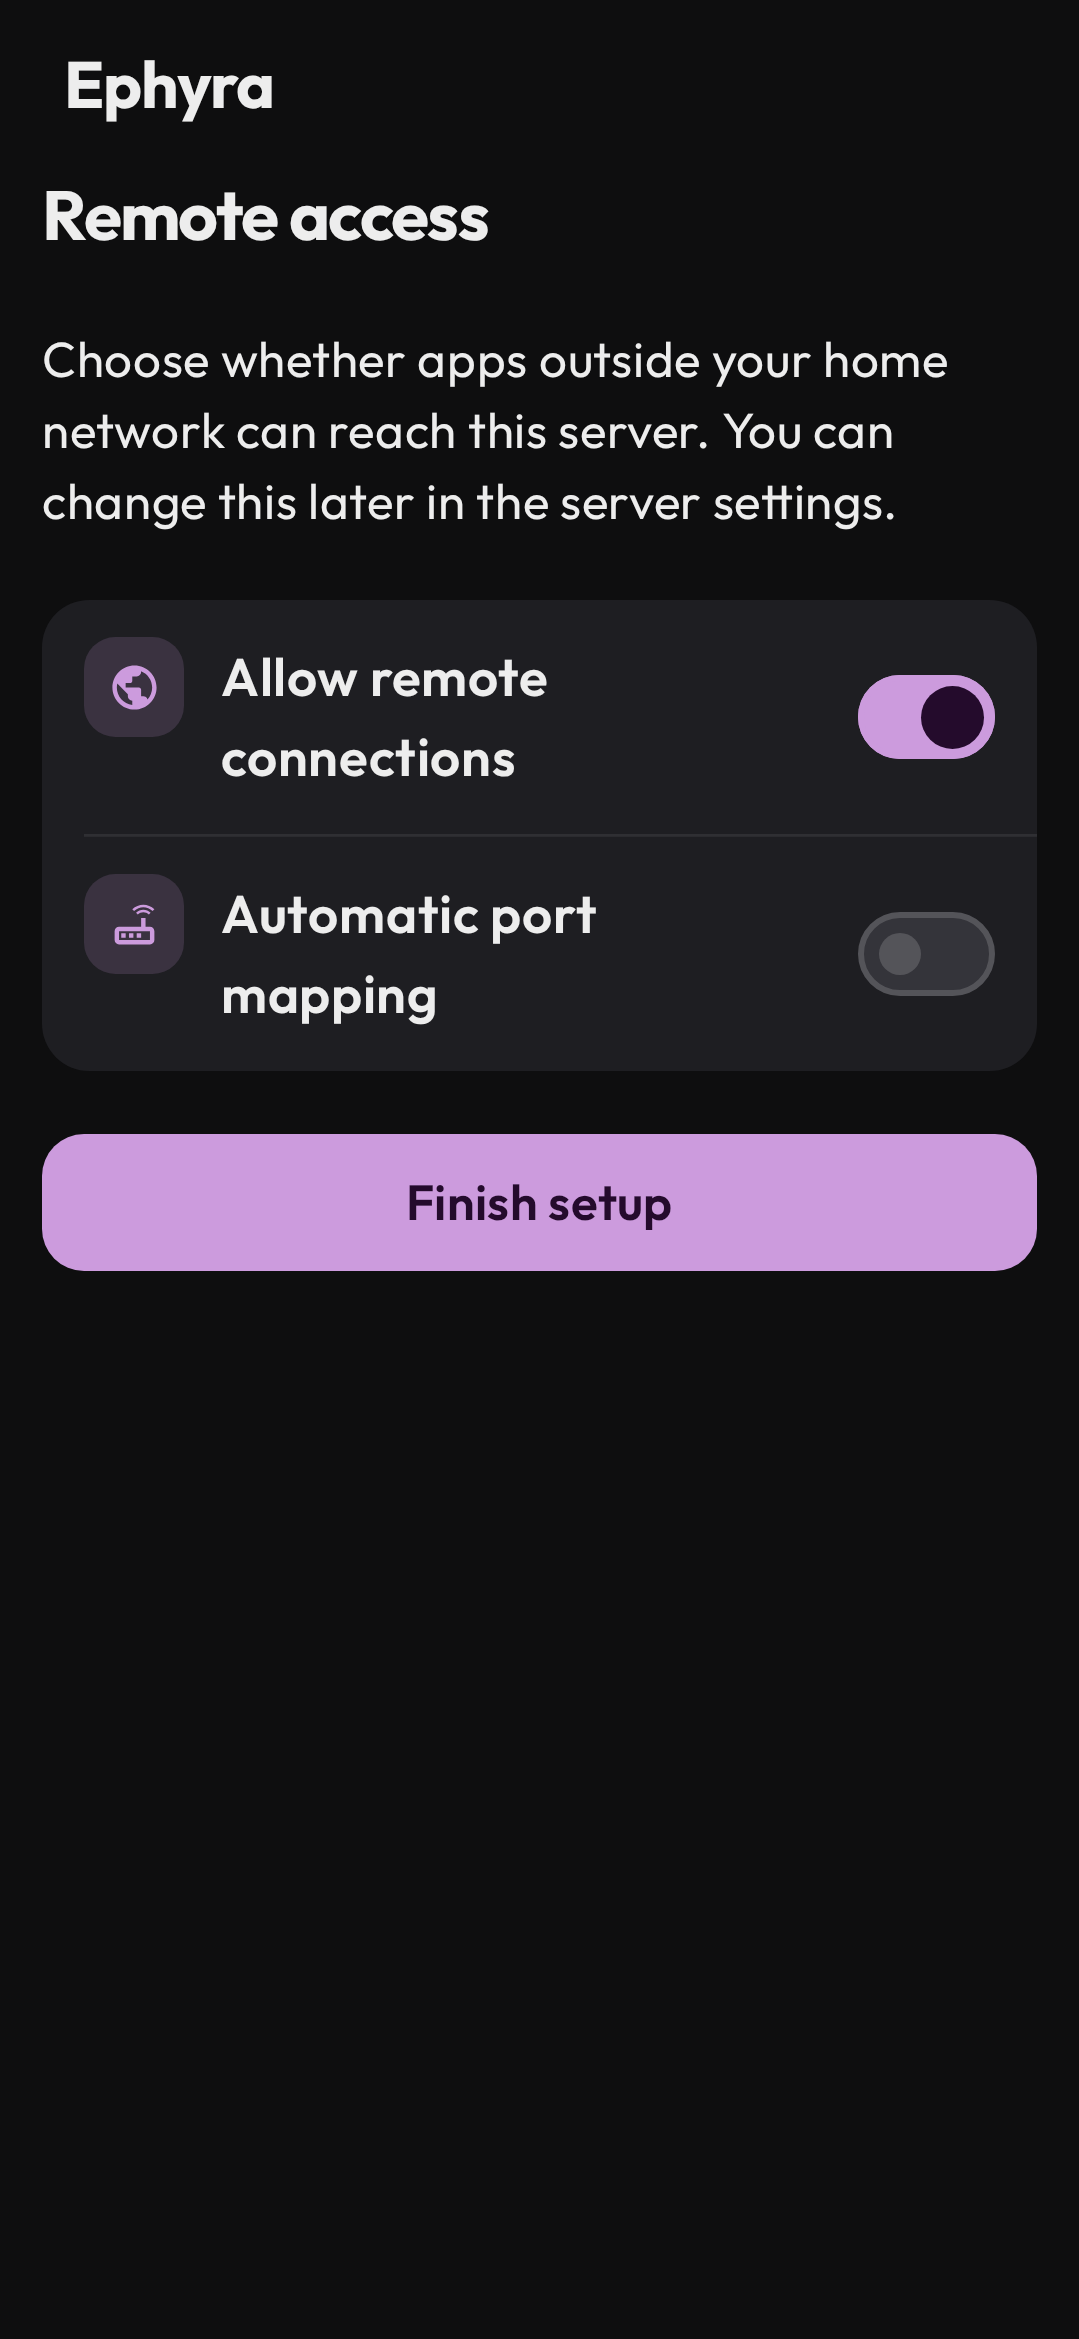 Ephyra
Remote access
Choose whether apps outside your home
network can reach this server. You can
change this later in the server settings.
Allow remote
connections
Automatic port
mapping
Finish setup